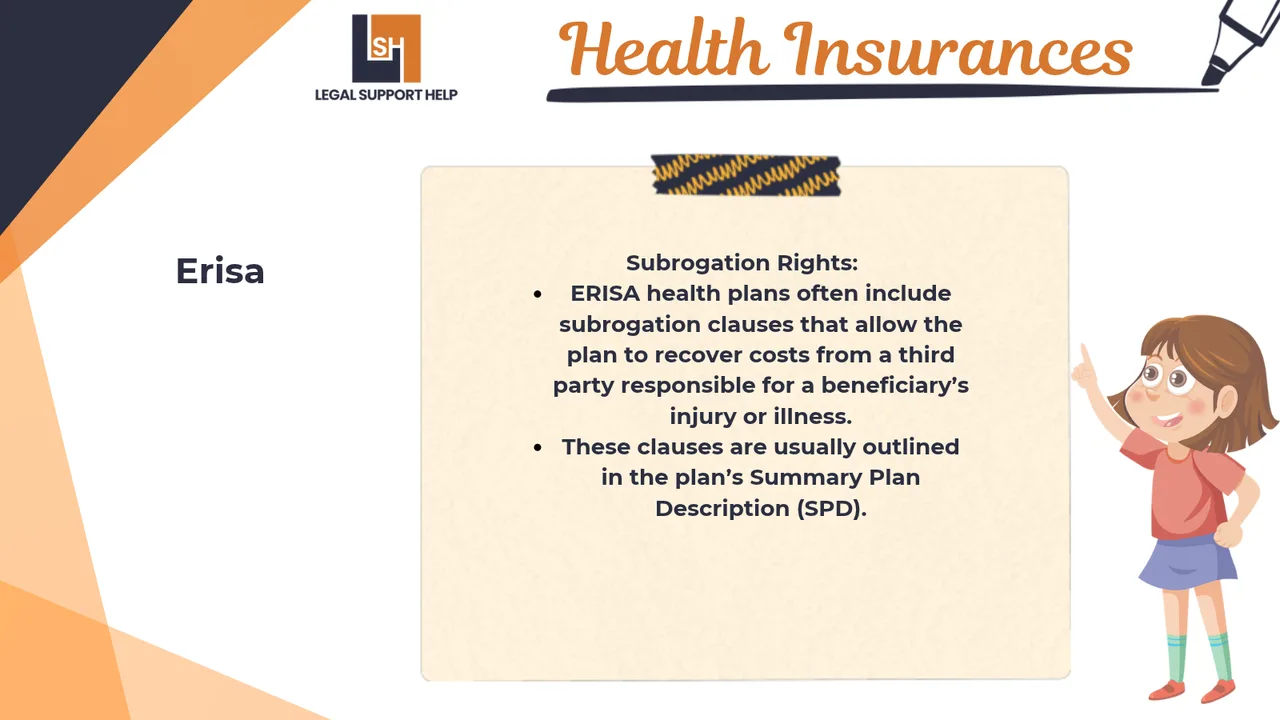 SH
LEGAL SUPPORT HELP
Health Insurances
Erisa
Subrogation Rights:
• ERISA health plans often include
subrogation clauses that allow the
plan to recover costs from a third
party responsible for a beneficiary’s
injury or illness.
• These clauses are usually outlined
in the plan’s Summary Plan
Description (SPD).